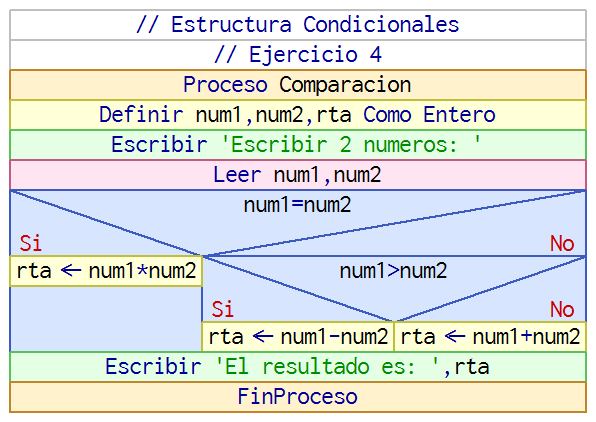 // Estructura Condicionales
// Ejercicio 4
Proceso Comparacion
Definir num1,num2,rta Como Entero
Escribir 'Escribir 2 numeros: '
Leer num1,num2
num1=num2
Si No
rta ← num1*num2
num1>num2
Si No
rta ← num1-num2 rta ← num1+num2
Escribir 'El resultado es: ',rta
FinProceso